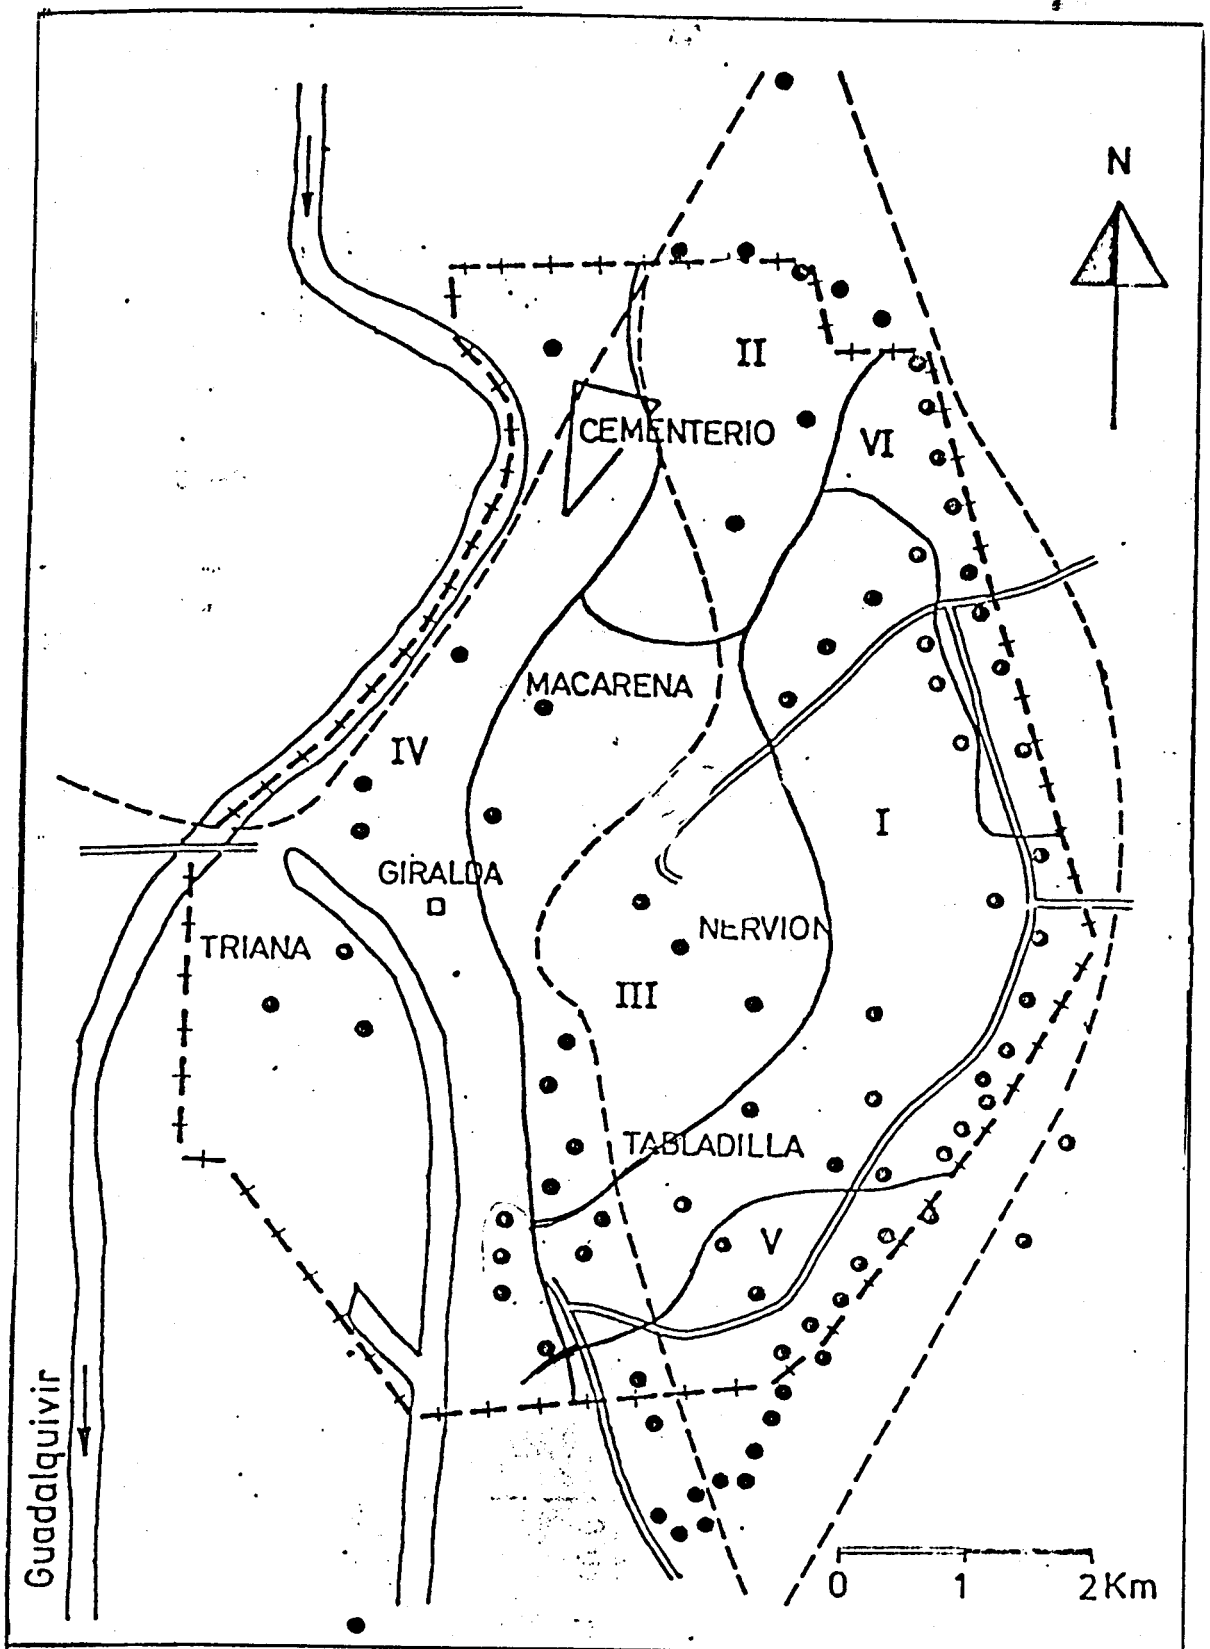 N
II
CEMENTERIO
VI
MACARENA
IV
I
GIRALDA
TRIANA
NERVION
III
TABLADILLA
V
Guadalquivir
0 1 2 Km